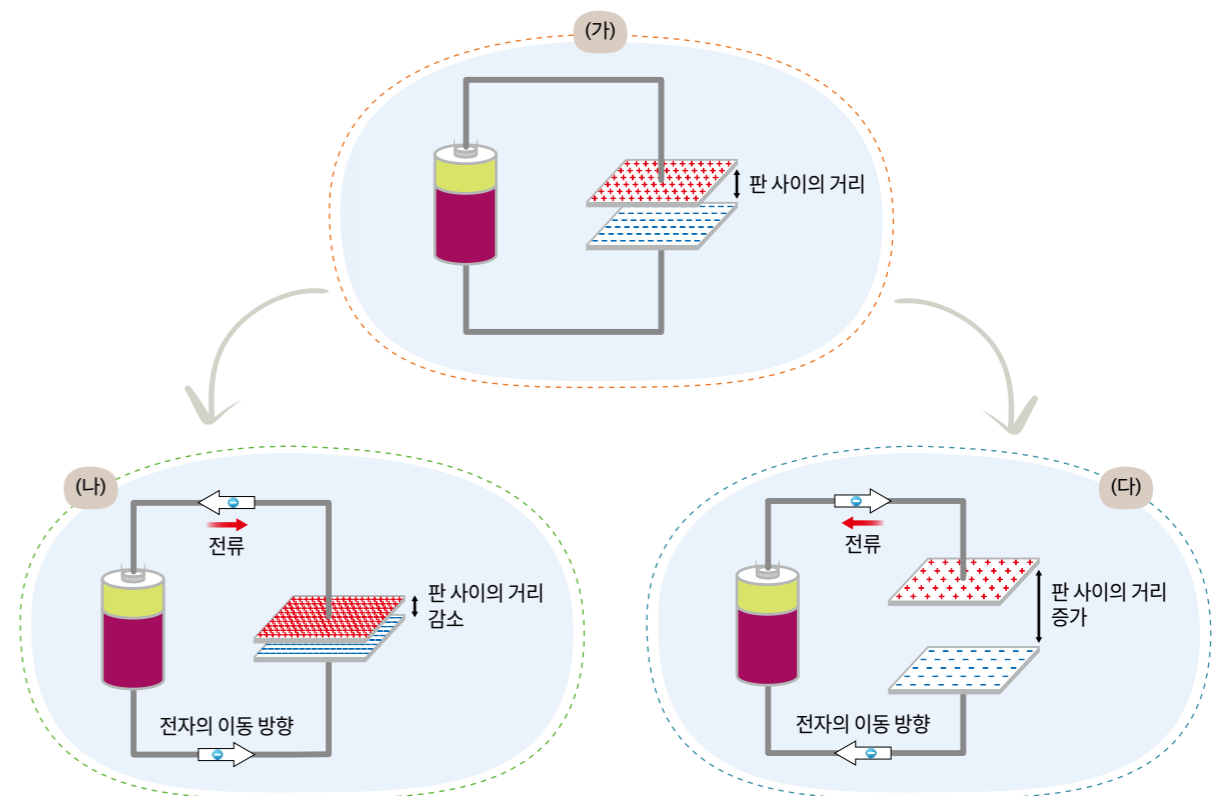 (가)
판 사이의 거리
(나)
전류
판 사이의 거리
감소
전자의 이동 방향
(다)
전류
판 사이의 거리
증가
전자의 이동 방향